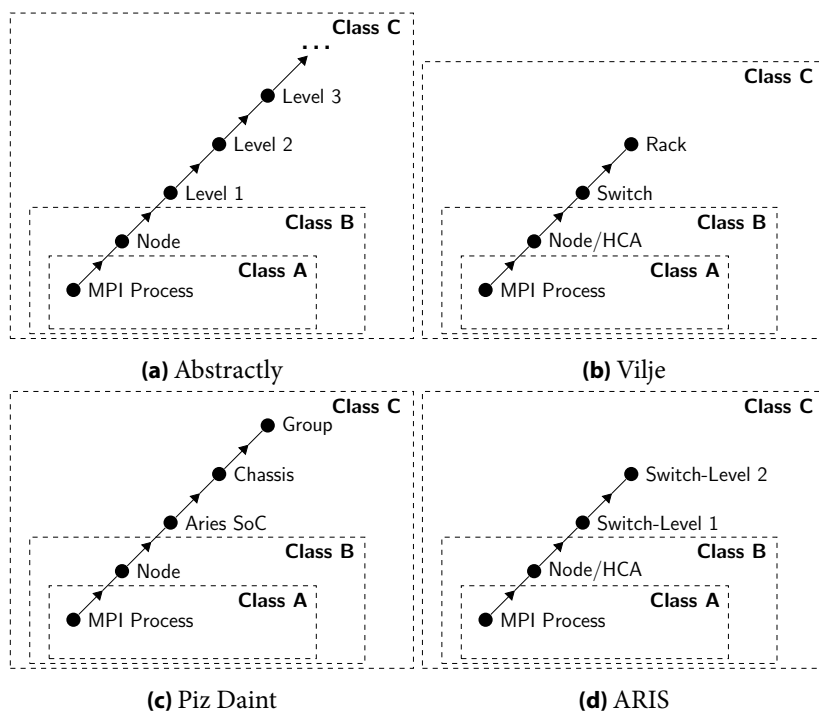 Class C
...
Level 3
Level 2
Level 1
Class B
Node
Class A
MPI Process
(a) Abstractly
Class C
Rack
Switch
Class B
Node/HCA
Class A
MPI Process
(b) Vilje
Class C
Group
Chassis
Aries SoC
Class B
Node
Class A
MPI Process
(c) Piz Daint
Class C
Switch-Level 2
Switch-Level 1
Class B
Node/HCA
Class A
MPI Process
(d) ARIS